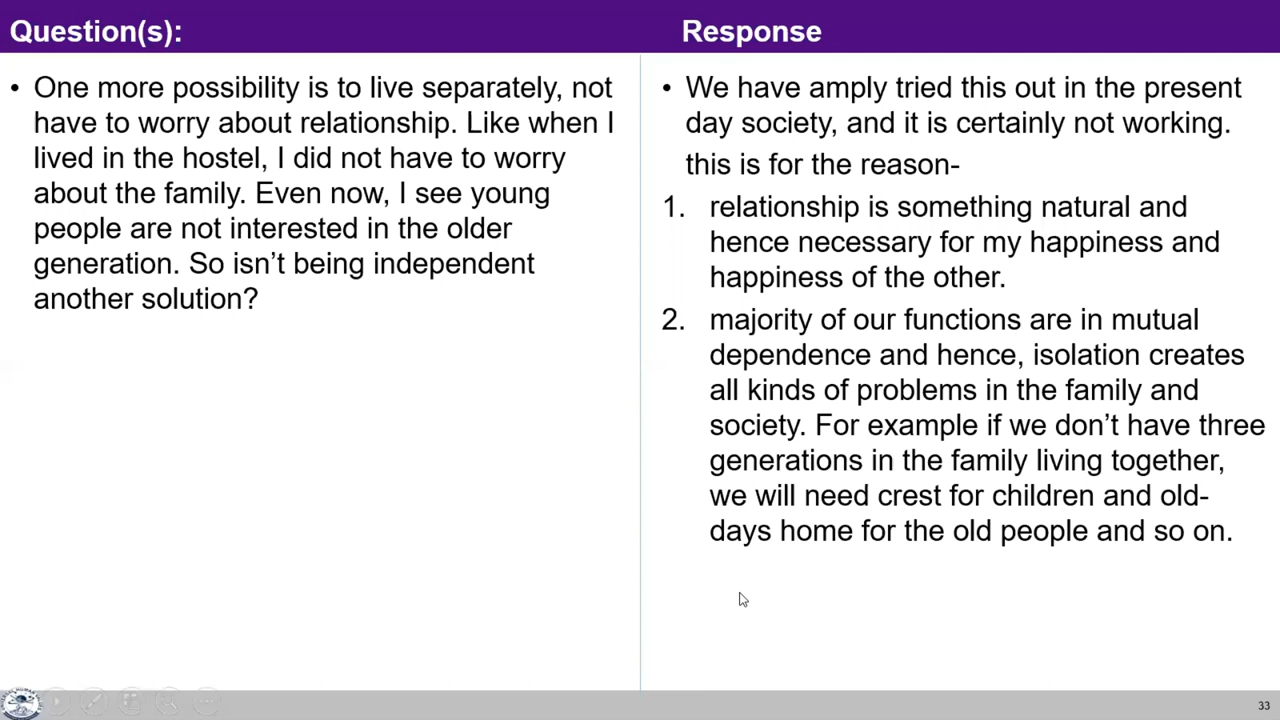 Question(s):
Response
• One more possibility is to live separately, not
have to worry about relationship. Like when I
lived in the hostel, I did not have to worry
about the family. Even now, I see young
people are not interested in the older
generation. So isn’t being independent
another solution?
• We have amply tried this out in the present
day society, and it is certainly not working.
this is for the reason-
1. relationship is something natural and
hence necessary for my happiness and
happiness of the other.
2. majority of our functions are in mutual
dependence and hence, isolation creates
all kinds of problems in the family and
society. For example if we don’t have three
generations in the family living together,
we will need crest for children and old-
days home for the old people and so on.
33